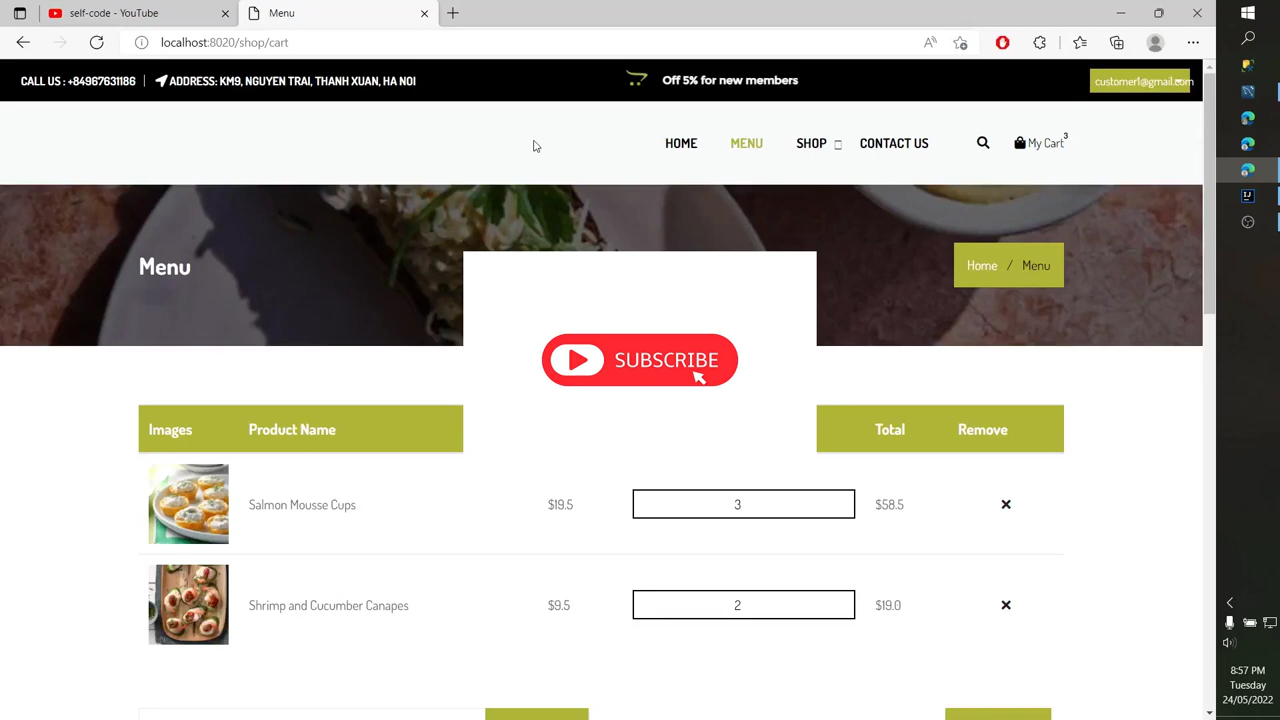 self-code - YouTube
Menu
localhost:8020/shop/cart
CALL US : +84967631186
ADDRESS: KM9, NGUYEN TRAI, THANH XUAN, HA NOI
Off 5% for new members
customer1@gmail.com
HOME
MENU
SHOP
CONTACT US
My Cart 3
Menu
Home / Menu
SUBSCRIBE
Images
Product Name
Total
Remove
Salmon Mousse Cups
$19.5
3
$58.5
Shrimp and Cucumber Canapes
$9.5
2
$19.0
8:57 PM
Tuesday
24/05/2022